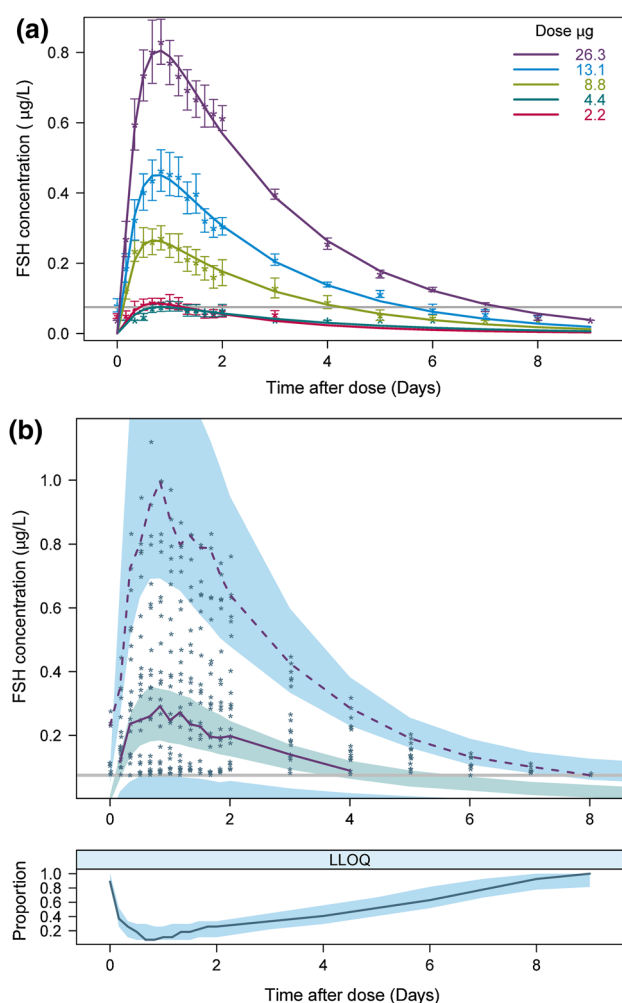 (a)
FSH concentration ( µg/L)
0.8
0.6
0.4
0.2
0.0
Dose µg
26.3
13.1
8.8
4.4
2.2
0 2 4 6 8
Time after dose (Days)
(b)
FSH concentration (µg/L)
1.0
0.8
0.6
0.4
0.2
0 2 4 6 8
LLOQ
Proportion
1.0
0.8
0.6
0.4
0.2
0 2 4 6 8
Time after dose (Days)